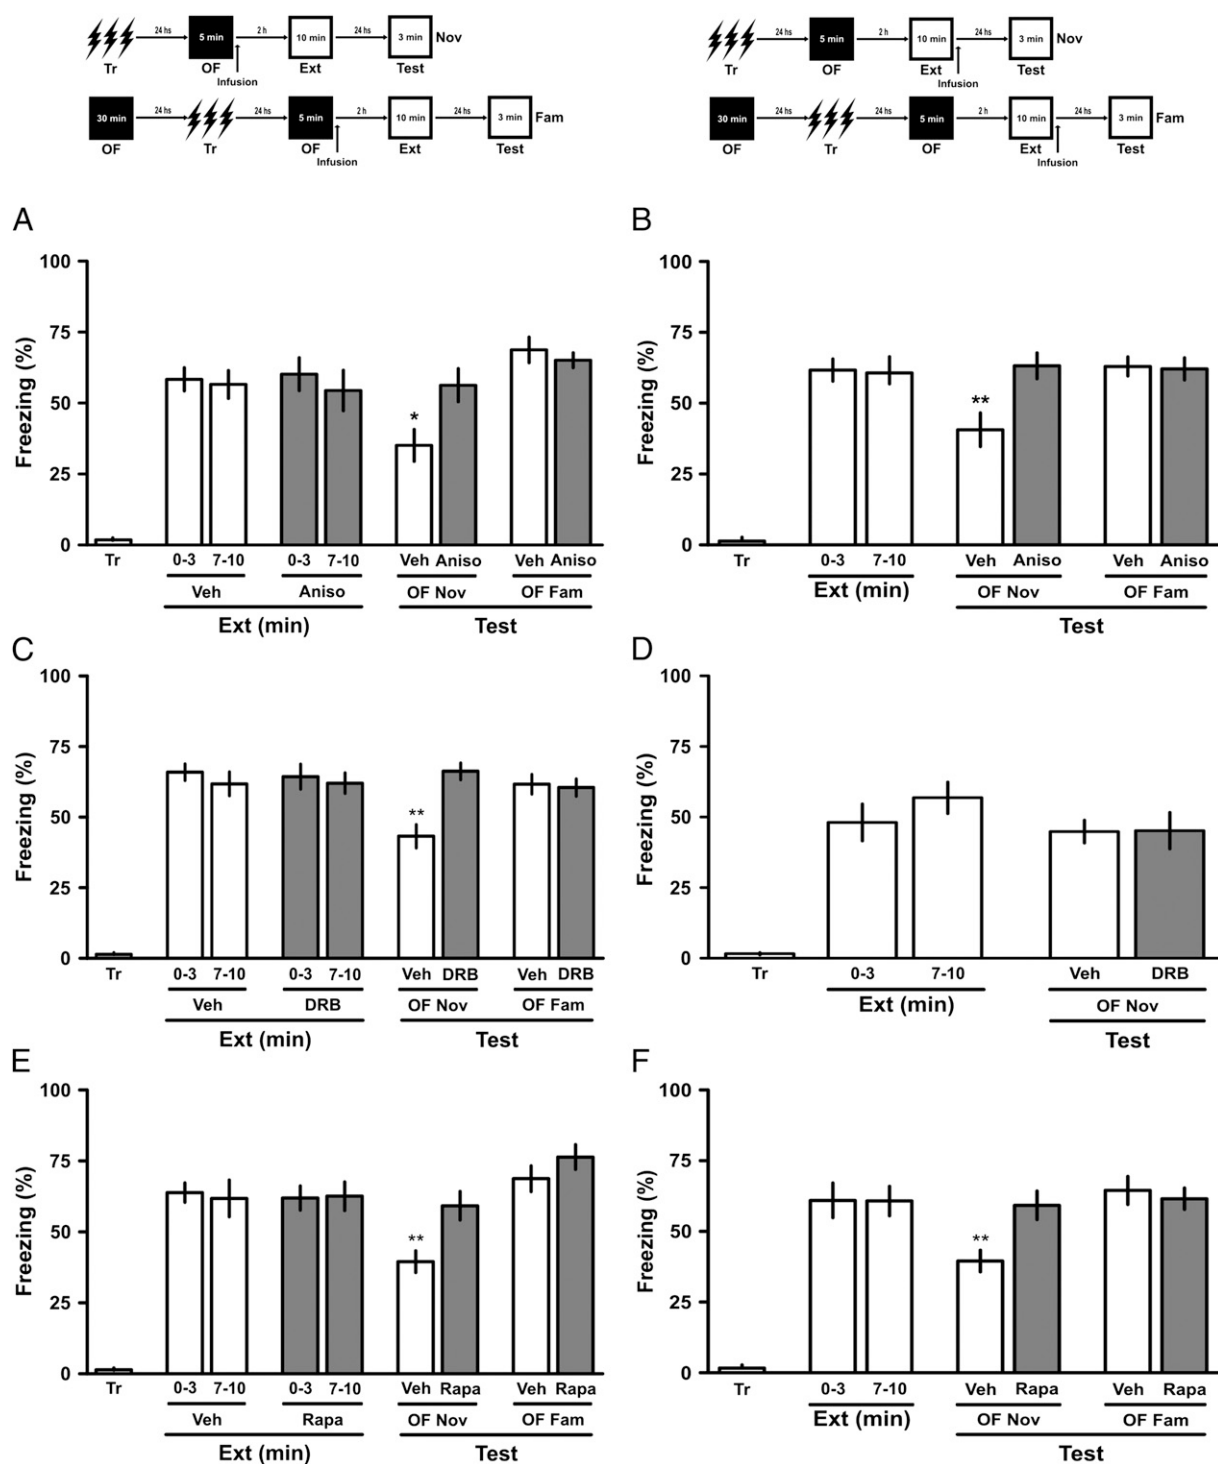 24 hs 2 h 24 hs
5 min 10 min 3 min Nov
Tr OF Ext Test
Infusion
24 hs 24 hs 2 h 24 hs
30 min 5 min 10 min 3 min Fam
OF Tr OF Ext Test
Infusion
24 hs 2 h 24 hs
5 min 10 min 3 min Nov
Tr OF Ext Test
Infusion
24 hs 24 hs 2 h 24 hs
30 min 5 min 10 min 3 min Fam
OF Tr OF Ext Test
Infusion
A
Freezing (%)
100
75
50
25
0
*
Tr 0-3 7-10 0-3 7-10 Veh Aniso Veh Aniso
Veh Aniso OF Nov OF Fam
Ext (min) Test
B
Freezing (%)
100
75
50
25
0
**
Tr 0-3 7-10 Veh Aniso Veh Aniso
Ext (min) OF Nov OF Fam
Test
C
Freezing (%)
100
75
50
25
0
**
Tr 0-3 7-10 0-3 7-10 Veh DRB Veh DRB
Veh DRB OF Nov OF Fam
Ext (min) Test
D
Freezing (%)
100
75
50
25
0
Tr 0-3 7-10 Veh DRB
Ext (min) OF Nov
Test
E
Freezing (%)
100
75
50
25
0
**
Tr 0-3 7-10 0-3 7-10 Veh Rapa Veh Rapa
Veh Rapa OF Nov OF Fam
Ext (min) Test
F
Freezing (%)
100
75
50
25
0
**
Tr 0-3 7-10 Veh Rapa Veh Rapa
Ext (min) OF Nov OF Fam
Test